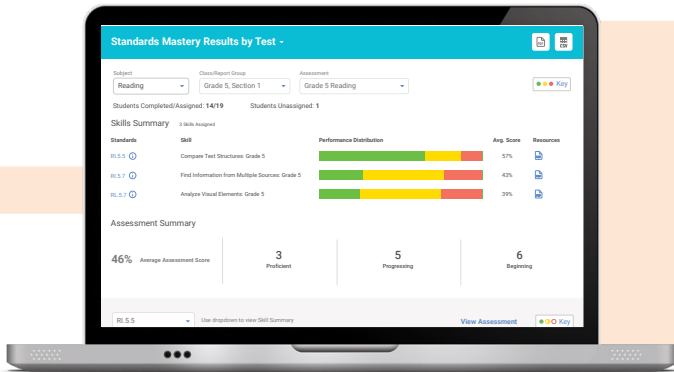 Standards Mastery Results by Test
PDF CSV
Subject Class/Report Group Assessment
Reading Grade 5, Section 1 Grade 5 Reading Key
Students Completed/Assigned: 14/19 Students Unassigned: 1
Skills Summary 3 Skills Assigned
Standards Skill Performance Distribution Avg. Score Resources
RI.5.5 Compare Text Structures: Grade 5 57%
RI.5.7 Find Information from Multiple Sources: Grade 5 43%
RL.5.7 Analyze Visual Elements: Grade 5 39%
Assessment Summary
46% Average Assessment Score 3 5 6
Proficient Progressing Beginning
RI.5.5 Use dropdown to view Skill Summary View Assessment Key